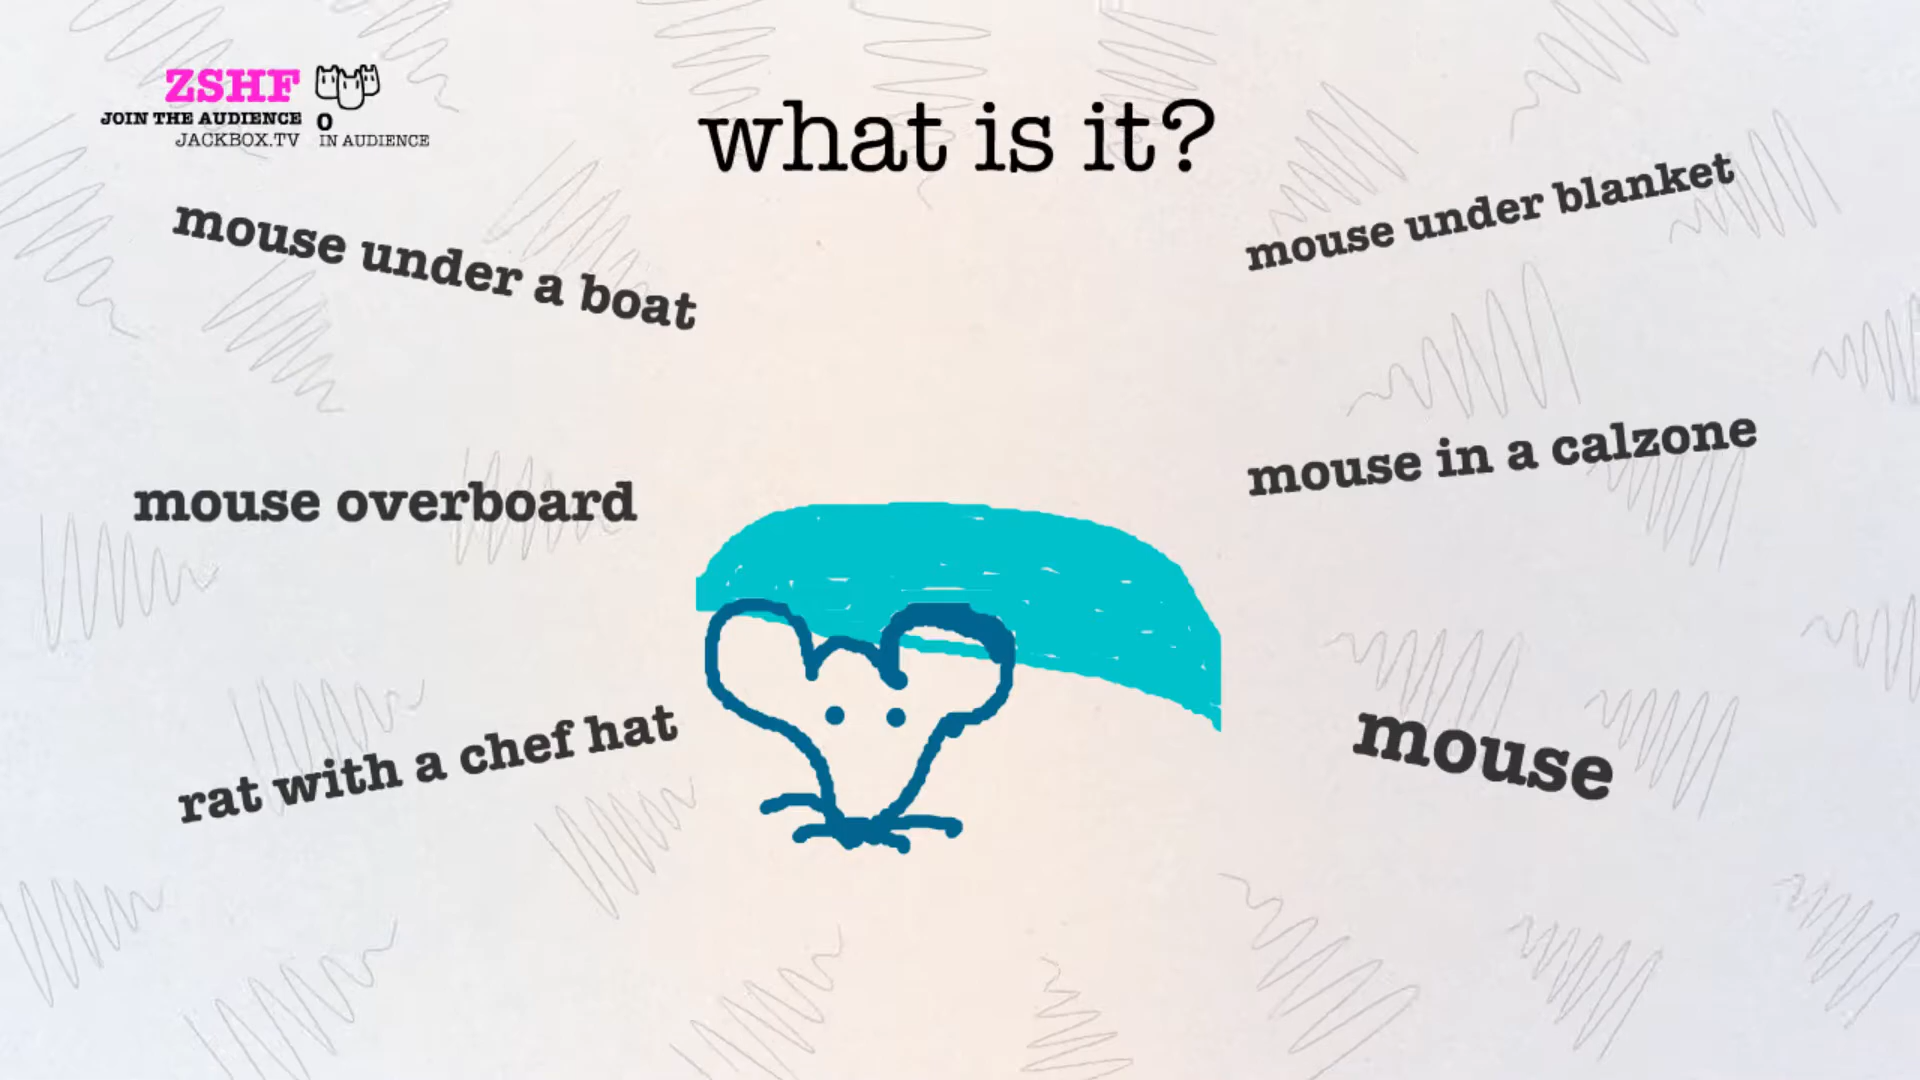 ZSHF
JOIN THE AUDIENCE
JACKBOX.TV
0
IN AUDIENCE
what is it?
mouse under a boat
mouse under blanket
mouse overboard
mouse in a calzone
rat with a chef hat
mouse